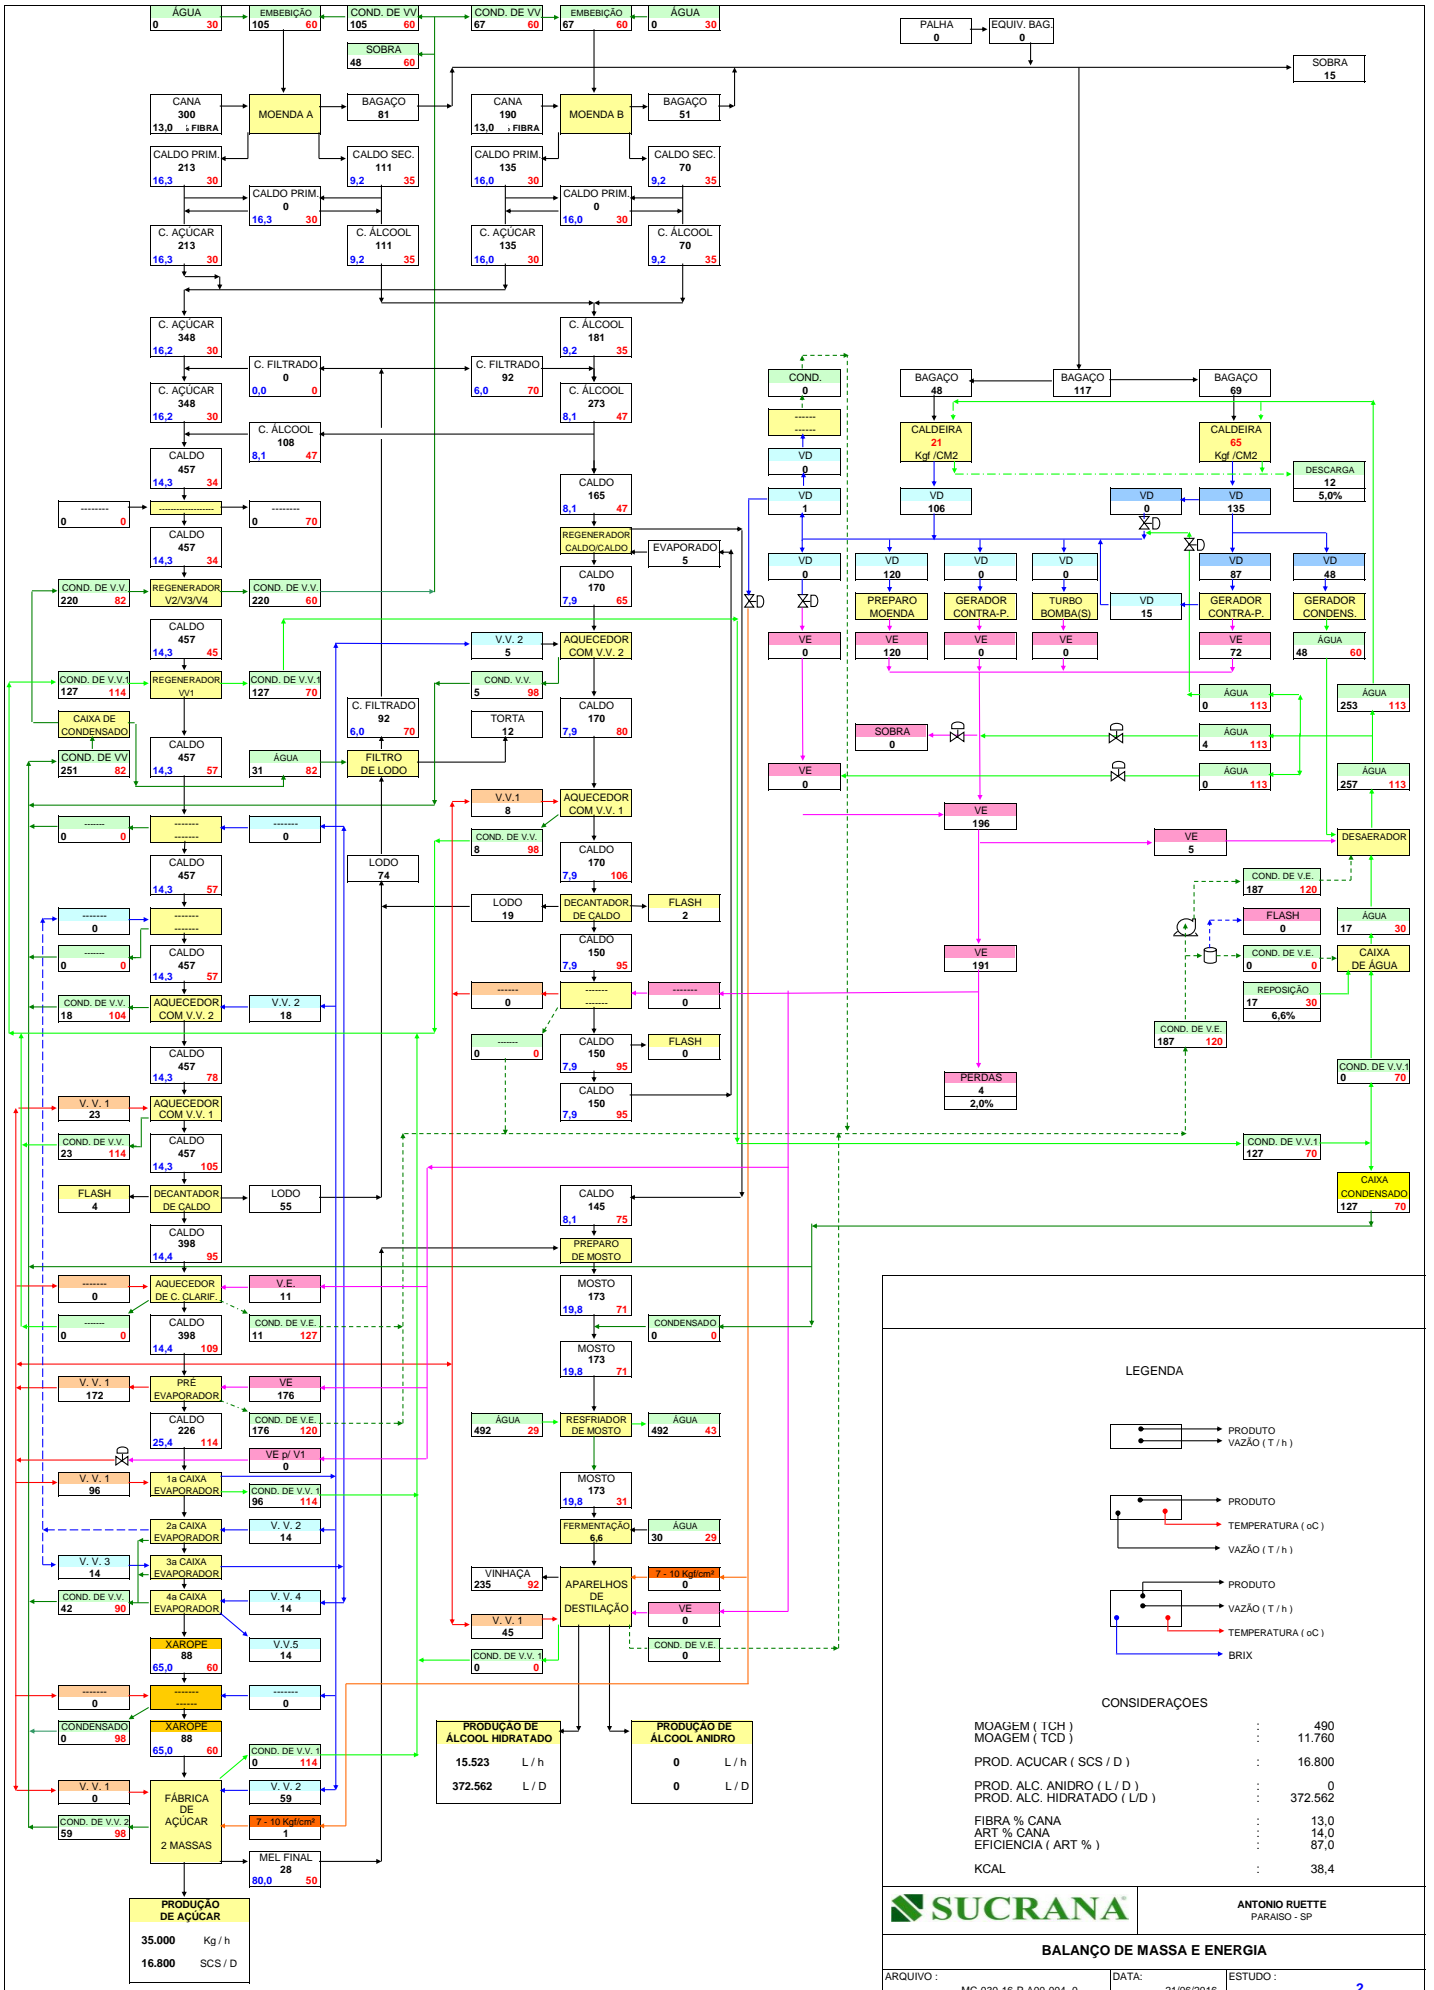 ÁGUA
0 30
EMBEBIÇÃO
105 60
COND. DE VV
105 60
COND. DE VV
67 60
EMBEBIÇÃO
67 60
ÁGUA
0 30
SOBRA
48 60
PALHA
0
EQUIV. BAG.
0
SOBRA
15
CANA
300
13,0 % FIBRA
MOENDA A
BAGAÇO
81
CANA
190
13,0 % FIBRA
MOENDA B
BAGAÇO
51
CALDO PRIM.
213
16,3 30
CALDO SEC.
111
9,2 35
CALDO PRIM.
135
16,0 30
CALDO SEC.
70
9,2 35
CALDO PRIM.
0
16,3 30
CALDO PRIM.
0
16,0 30
C. AÇÚCAR
213
16,3 30
C. ÁLCOOL
111
9,2 35
C. AÇÚCAR
135
16,0 30
C. ÁLCOOL
70
9,2 35
C. AÇÚCAR
348
16,2 30
C. ÁLCOOL
181
9,2 35
C. FILTRADO
0
0,0 0
C. FILTRADO
92
6,0 70
C. AÇÚCAR
348
16,2 30
C. ÁLCOOL
273
8,1 47
C. ÁLCOOL
108
8,1 47
CALDO
457
14,3 34
CALDO
165
8,1 47
--------
0 0
------------------
--------
0 70
CALDO
457
14,3 34
REGENERADOR
CALDO/CALDO
EVAPORADO
5
COND. DE V.V.
220 82
REGENERADOR
V2/V3/V4
COND. DE V.V.
220 60
CALDO
170
7,9 65
CALDO
457
14,3 45
V.V. 2
5
AQUECEDOR
COM V.V. 2
COND. DE V.V.1
127 114
REGENERADOR
VV1
COND. DE V.V.1
127 70
COND. V.V.
5 98
CAIXA DE
CONDENSADO
C. FILTRADO
92
6,0 70
TORTA
12
CALDO
170
7,9 80
COND. DE VV
251 82
CALDO
457
14,3 57
ÁGUA
31 82
FILTRO
DE LODO
V.V.1
8
AQUECEDOR
COM V.V. 1
-------
0 0
-------
-------
-------
0
COND. DE V.V.
8 98
CALDO
170
7,9 106
CALDO
457
14,3 57
LODO
74
LODO
19
DECANTADOR
DE CALDO
FLASH
2
-------
0
-------
-------
-------
0 0
CALDO
457
14,3 57
CALDO
150
7,9 95
COND. DE V.V.
18 104
AQUECEDOR
COM V.V. 2
V.V. 2
18
------
0
-------
-------
-------
0
-------
0 0
CALDO
150
7,9 95
FLASH
0
CALDO
457
14,3 78
CALDO
150
7,9 95
V. V. 1
23
AQUECEDOR
COM V.V. 1
COND. DE V.V.
23 114
CALDO
457
14,3 105
FLASH
4
DECANTADOR
DE CALDO
LODO
55
CALDO
398
14,4 95
CALDO
145
8,1 75
PREPARO
DE MOSTO
-------
0
AQUECEDOR
DE C. CLARIF.
V.E.
11
MOSTO
173
19,8 71
-------
0 0
CALDO
398
14,4 109
COND. DE V.E.
11 127
CONDENSADO
0 0
MOSTO
173
19,8 71
V. V. 1
172
PRÉ
EVAPORADOR
VE
176
CALDO
226
25,4 114
COND. DE V.E.
176 120
ÁGUA
492 29
RESFRIADOR
DE MOSTO
ÁGUA
492 43
VE p/ V1
0
V. V. 1
96
1a CAIXA
EVAPORADOR
COND. DE V.V. 1
96 114
MOSTO
173
19,8 31
2a CAIXA
EVAPORADOR
V. V. 2
14
FERMENTAÇÃO
6,6
ÁGUA
30 29
V. V. 3
14
3a CAIXA
EVAPORADOR
VINHAÇA
235 92
APARELHOS
DE
DESTILAÇÃO
7 - 10 Kgf/cm²
0
COND. DE V.V.
42 90
4a CAIXA
EVAPORADOR
V. V. 4
14
V. V. 1
45
VE
0
XAROPE
88
65,0 60
V.V.5
14
COND. DE V.V. 1
0 0
COND. DE V.E.
0
-------
0
-------
------
-------
0
CONDENSADO
0 98
XAROPE
88
65,0 60
COND. DE V.V. 1
0 114
V. V. 1
0
FÁBRICA
DE
AÇÚCAR
2 MASSAS
V. V. 2
59
COND. DE V.V. 2
59 98
7 - 10 Kgf/cm²
1
MEL FINAL
28
80,0 50
PRODUÇÃO
DE AÇÚCAR
35.000 Kg / h
16.800 SCS / D
PRODUÇÃO DE
ÁLCOOL HIDRATADO
15.523 L / h
372.562 L / D
PRODUÇÃO DE
ÁLCOOL ANIDRO
0 L / h
0 L / D
COND.
0
------
------
VD
0
VD
1
BAGAÇO
48
BAGAÇO
117
BAGAÇO
69
CALDEIRA
21
Kgf /CM2
CALDEIRA
65
Kgf /CM2
DESCARGA
12
5,0%
VD
106
VD
0
VD
135
VD
0
VD
120
VD
0
VD
0
VD
87
VD
48
PREPARO
MOENDA
GERADOR
CONTRA-P.
TURBO
BOMBA(S)
VD
15
GERADOR
CONTRA-P.
GERADOR
CONDENS.
VE
0
VE
120
VE
0
VE
0
VE
72
ÁGUA
48 60
ÁGUA
0 113
ÁGUA
253 113
SOBRA
0
ÁGUA
4 113
VE
0
ÁGUA
0 113
ÁGUA
257 113
VE
196
VE
5
DESAERADOR
COND. DE V.E.
187 120
FLASH
0
ÁGUA
17 30
VE
191
COND. DE V.E.
0 0
CAIXA
DE ÁGUA
REPOSIÇÃO
17 30
6,6%
COND. DE V.E.
187 120
PERDAS
4
2,0%
COND. DE V.V.1
0 70
COND. DE V.V.1
127 70
CAIXA
CONDENSADO
127 70
LEGENDA
PRODUTO
VAZÃO ( T / h )
PRODUTO
TEMPERATURA ( oC )
VAZÃO ( T / h )
PRODUTO
VAZÃO ( T / h )
TEMPERATURA ( oC )
BRIX
CONSIDERAÇOES
MOAGEM ( TCH ) : 490
MOAGEM ( TCD ) : 11.760
PROD. AÇUCAR ( SCS / D ) : 16.800
PROD. ALC. ANIDRO ( L / D ) : 0
PROD. ALC. HIDRATADO ( L/D ) : 372.562
FIBRA % CANA : 13,0
ART % CANA : 14,0
EFICIENCIA ( ART % ) : 87,0
KCAL : 38,4
SUCRANA
ANTONIO RUETTE
PARAISO - SP
BALANÇO DE MASSA E ENERGIA
ARQUIVO : DATA: ESTUDO :
2